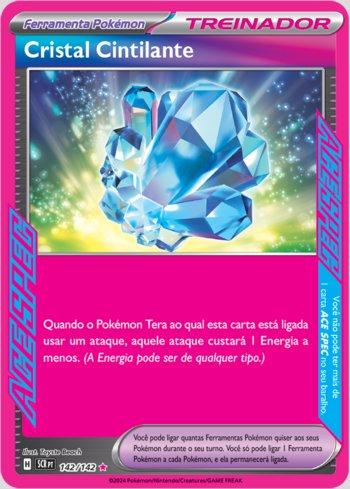 Ferramenta Pokémon
TREINADOR
Cristal Cintilante
ACE SPEC
ACE SPEC
Você não pode ter mais de
1 carta ACE SPEC no seu baralho.
Quando o Pokémon Tera ao qual esta carta está ligada
usar um ataque, aquele ataque custará 1 Energia a
menos. (A Energia pode ser de qualquer tipo.)
Ilust. Toyste Beach
H SCR PT 142/142
Você pode ligar quantas Ferramentas Pokémon quiser aos seus
Pokémon durante o seu turno. Você só pode ligar 1 Ferramenta
Pokémon a cada Pokémon, e ela permanecerá ligada.
©2024 Pokémon/Nintendo/Creatures/GAME FREAK